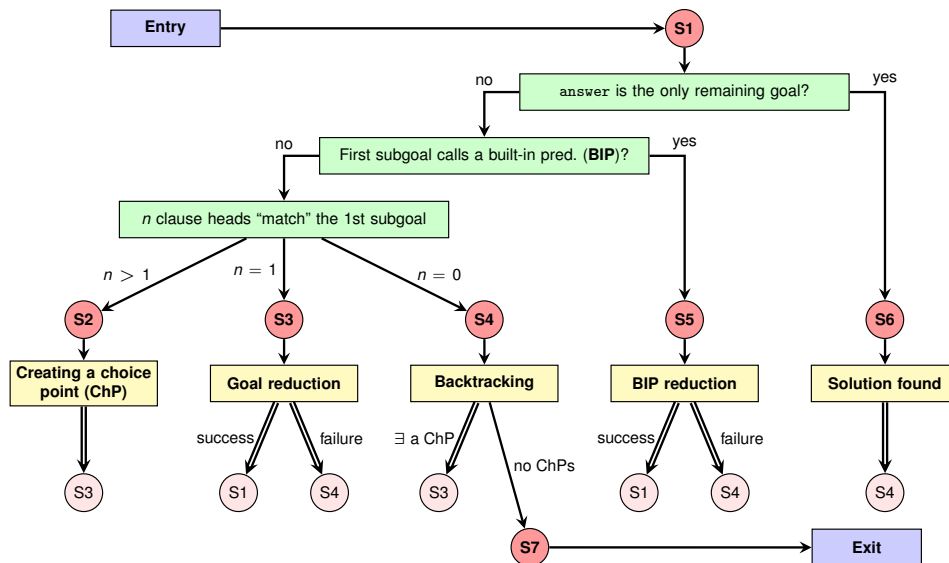 Entry
S1
answer is the only remaining goal?
no
yes
First subgoal calls a built-in pred. (BIP)?
no
yes
n clause heads “match” the 1st subgoal
n > 1
n = 1
n = 0
S2
S3
S4
S5
S6
Creating a choice
point (ChP)
Goal reduction
Backtracking
BIP reduction
Solution found
success
failure
∃ a ChP
no ChPs
success
failure
S3
S1
S4
S3
S1
S4
S4
S7
Exit